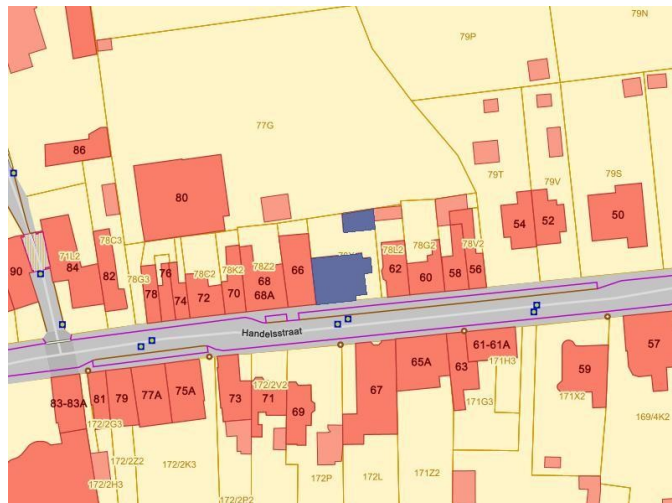 79N
79P
77G
86
79T
79V
79S
80
54
52
50
90
71L2
84
78C3
82
78G3
76
78
74
78C2
72
78K2
70
78Z2
68
68A
66
78L2
62
78G2
60
58
78V2
56
Handelsstraat
83-83A
81
79
77A
75A
73
172/2V2
71
69
67
65A
63
61-61A
171H3
59
171X2
57
172/2G3
172/2Z2
172/2H3
172/2K3
172/2P2
172P
172L
171Z2
171G3
169/4K2